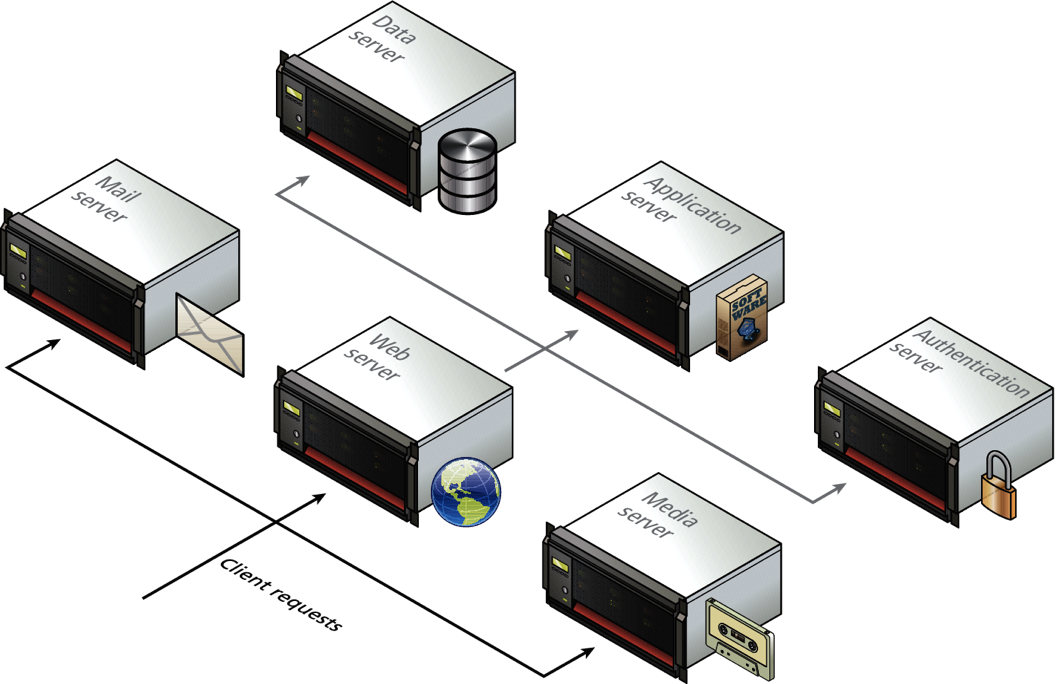 Data
server
Mail
server
Application
server
SOFT
WARE
Web
server
Authentication
server
Media
server
Client requests